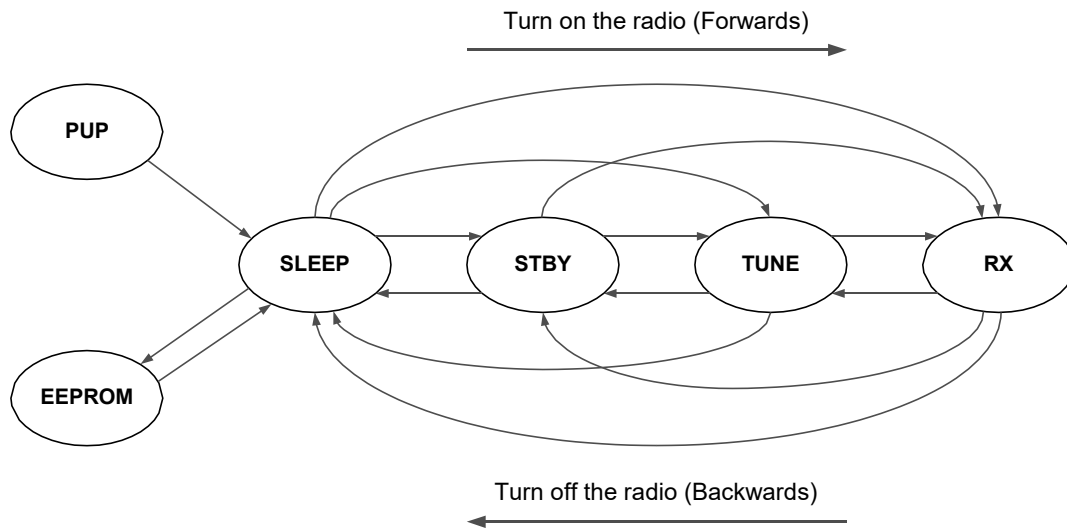 Turn on the radio (Forwards)
PUP
SLEEP
STBY
TUNE
RX
EEPROM
Turn off the radio (Backwards)